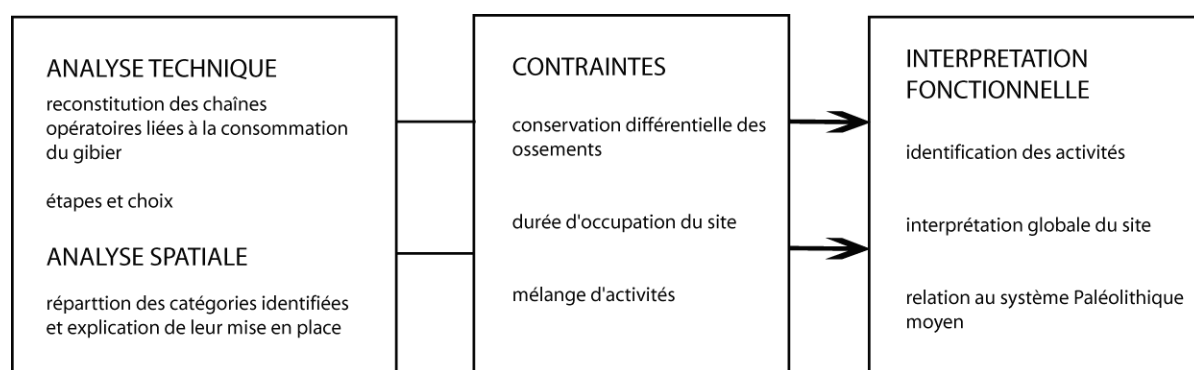 ANALYSE TECHNIQUE
reconstitution des chaînes
opératoires liées à la consommation
du gibier
étapes et choix
ANALYSE SPATIALE
réparttion des catégories identifiées
et explication de leur mise en place
CONTRAINTES
conservation différentielle des
ossements
durée d'occupation du site
mélange d'activités
INTERPRETATION
FONCTIONNELLE
identification des activités
interprétation globale du site
relation au système Paléolithique
moyen